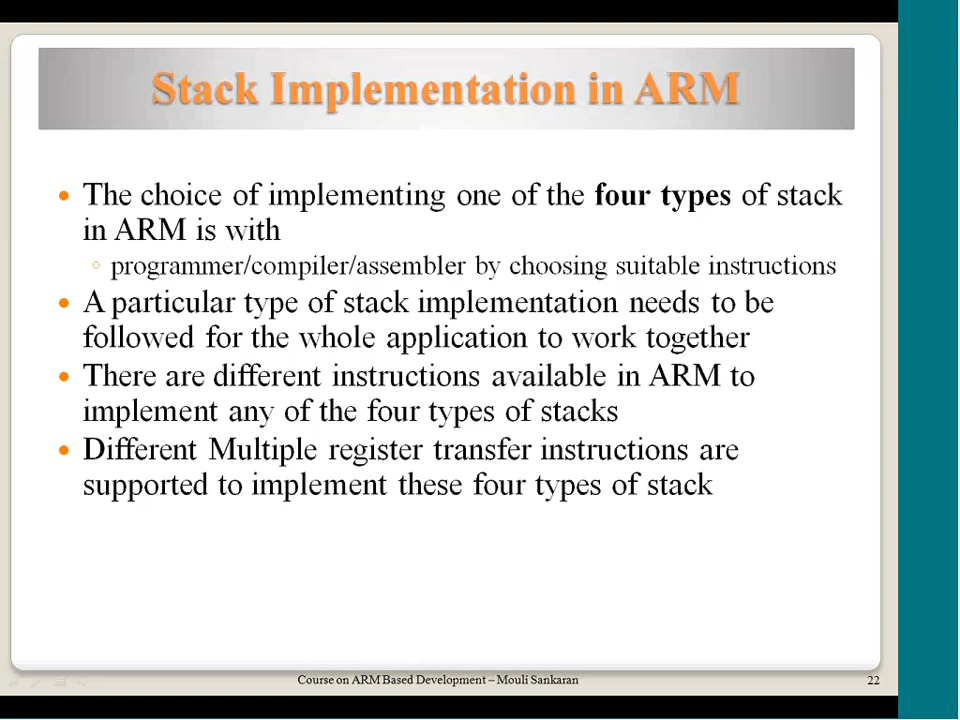 Stack Implementation in ARM
The choice of implementing one of the four types of stack
in ARM is with
programmer/compiler/assembler by choosing suitable instructions
A particular type of stack implementation needs to be
followed for the whole application to work together
There are different instructions available in ARM to
implement any of the four types of stacks
Different Multiple register transfer instructions are
supported to implement these four types of stack
Course on ARM Based Development – Mouli Sankaran
22